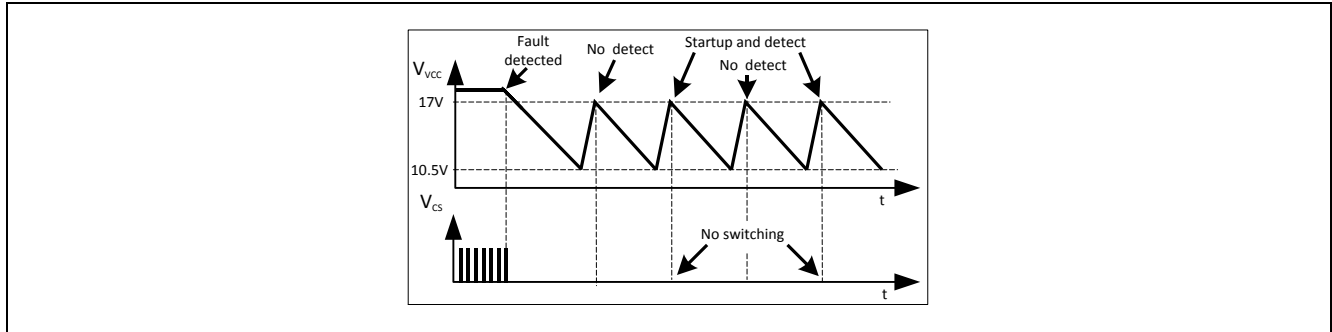 Fault
detected
No detect
Startup and detect
No detect
V_VCC
17V
10.5V
t
V_CS
No switching
t